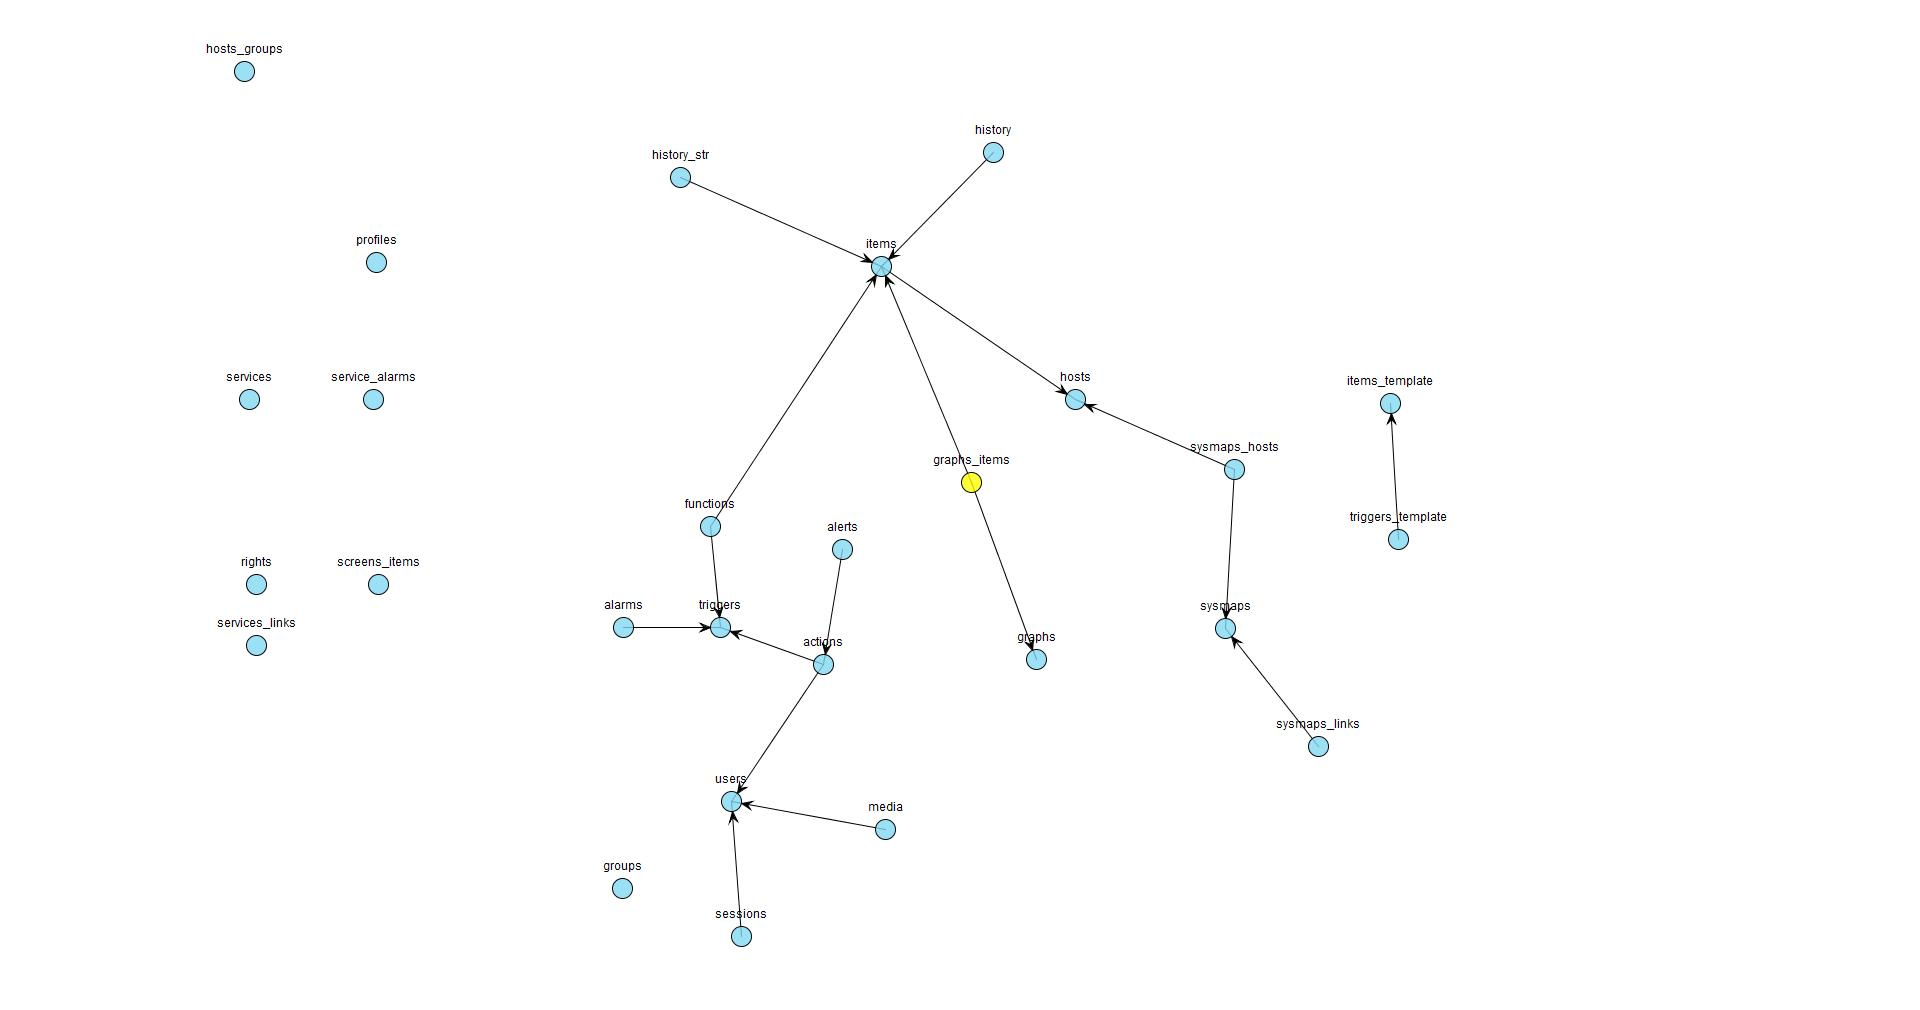 hosts_groups
history
history_str
profiles
items
services
service_alarms
hosts
items_template
sysmaps_hosts
graphs_items
functions
triggers_template
alerts
rights
screens_items
alarms
triggers
sysmaps
services_links
graphs
actions
sysmaps_links
users
media
groups
sessions